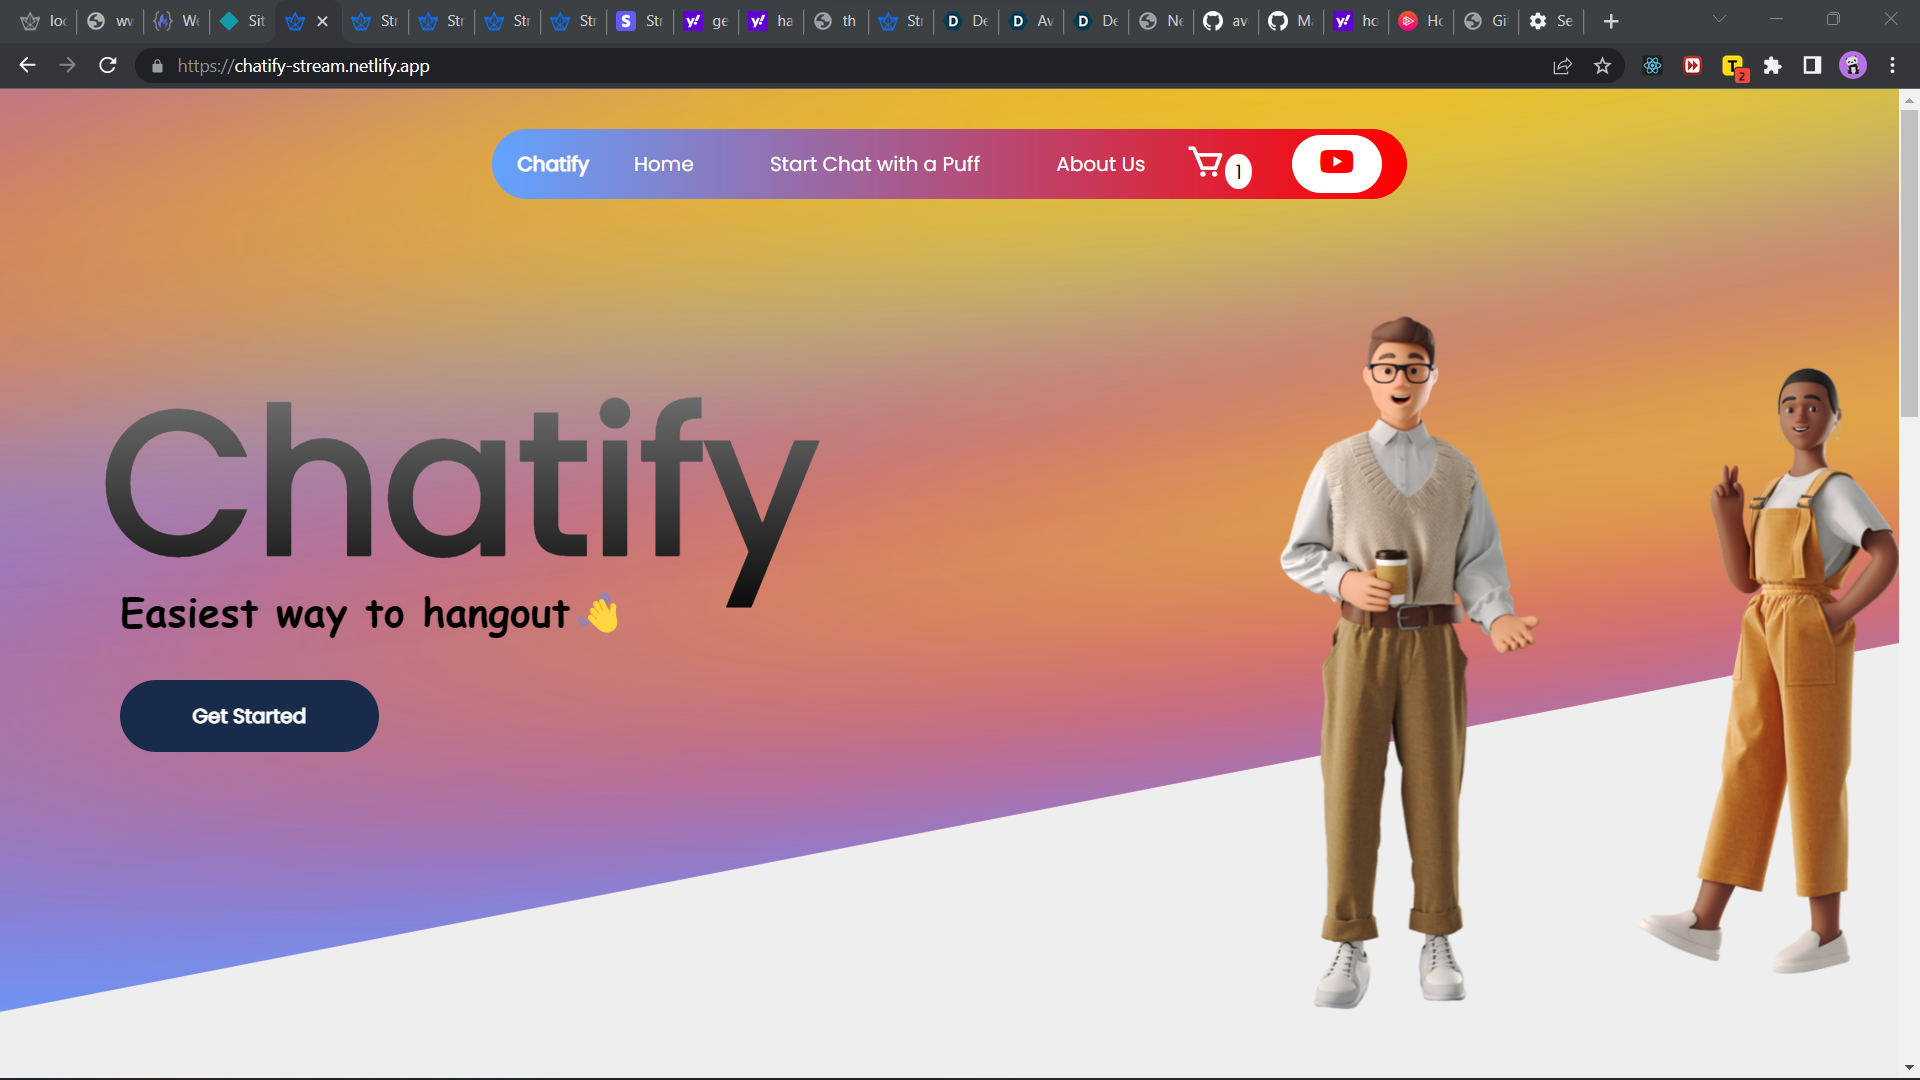 loc
wv
We
Sit
Str
Str
Str
Str
Str
ge
ha
th
Str
De
Av
De
Ne
av
M
ho
Ho
Gi
Se
https://chatify-stream.netlify.app
2
Chatify
Home
Start Chat with a Puff
About Us
1
Chatify
Easiest way to hangout
Get Started